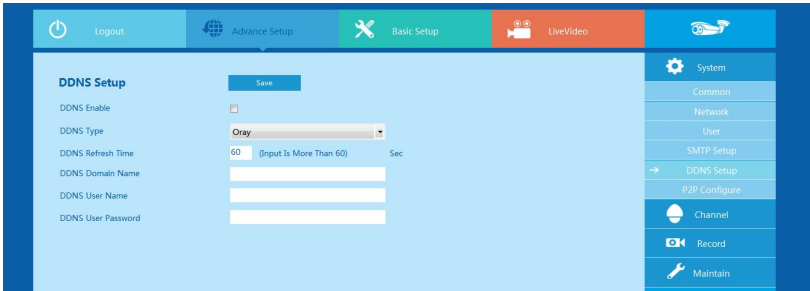 Logout
Advance Setup
Basic Setup
LiveVideo
DDNS Setup
Save
DDNS Enable
DDNS Type
Oray
DDNS Refresh Time
60 (Input Is More Than 60) Sec
DDNS Domain Name
DDNS User Name
DDNS User Password
System
Common
Network
User
SMTP Setup
DDNS Setup
P2P Configure
Channel
Record
Maintain